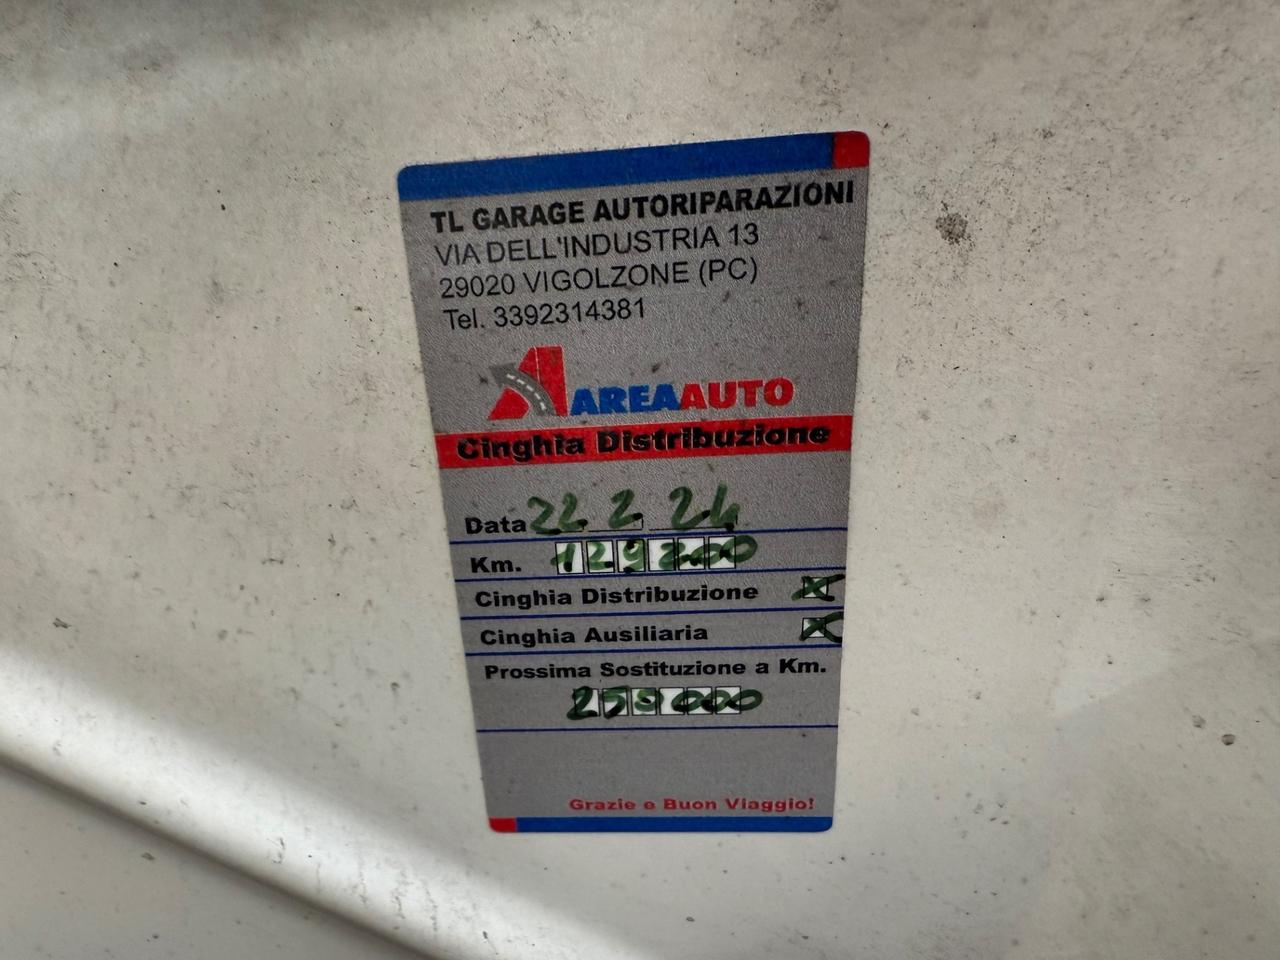 TL GARAGE AUTORIPARAZIONI
VIA DELL'INDUSTRIA 13
29020 VIGOLZONE (PC)
Tel. 3392314381
AREAAUTO
Cinghia Distribuzione
Data 22 2 24
Km. 129200
Cinghia Distribuzione X
Cinghia Ausiliaria X
Prossima Sostituzione a Km.
250000
Grazie e Buon Viaggio!